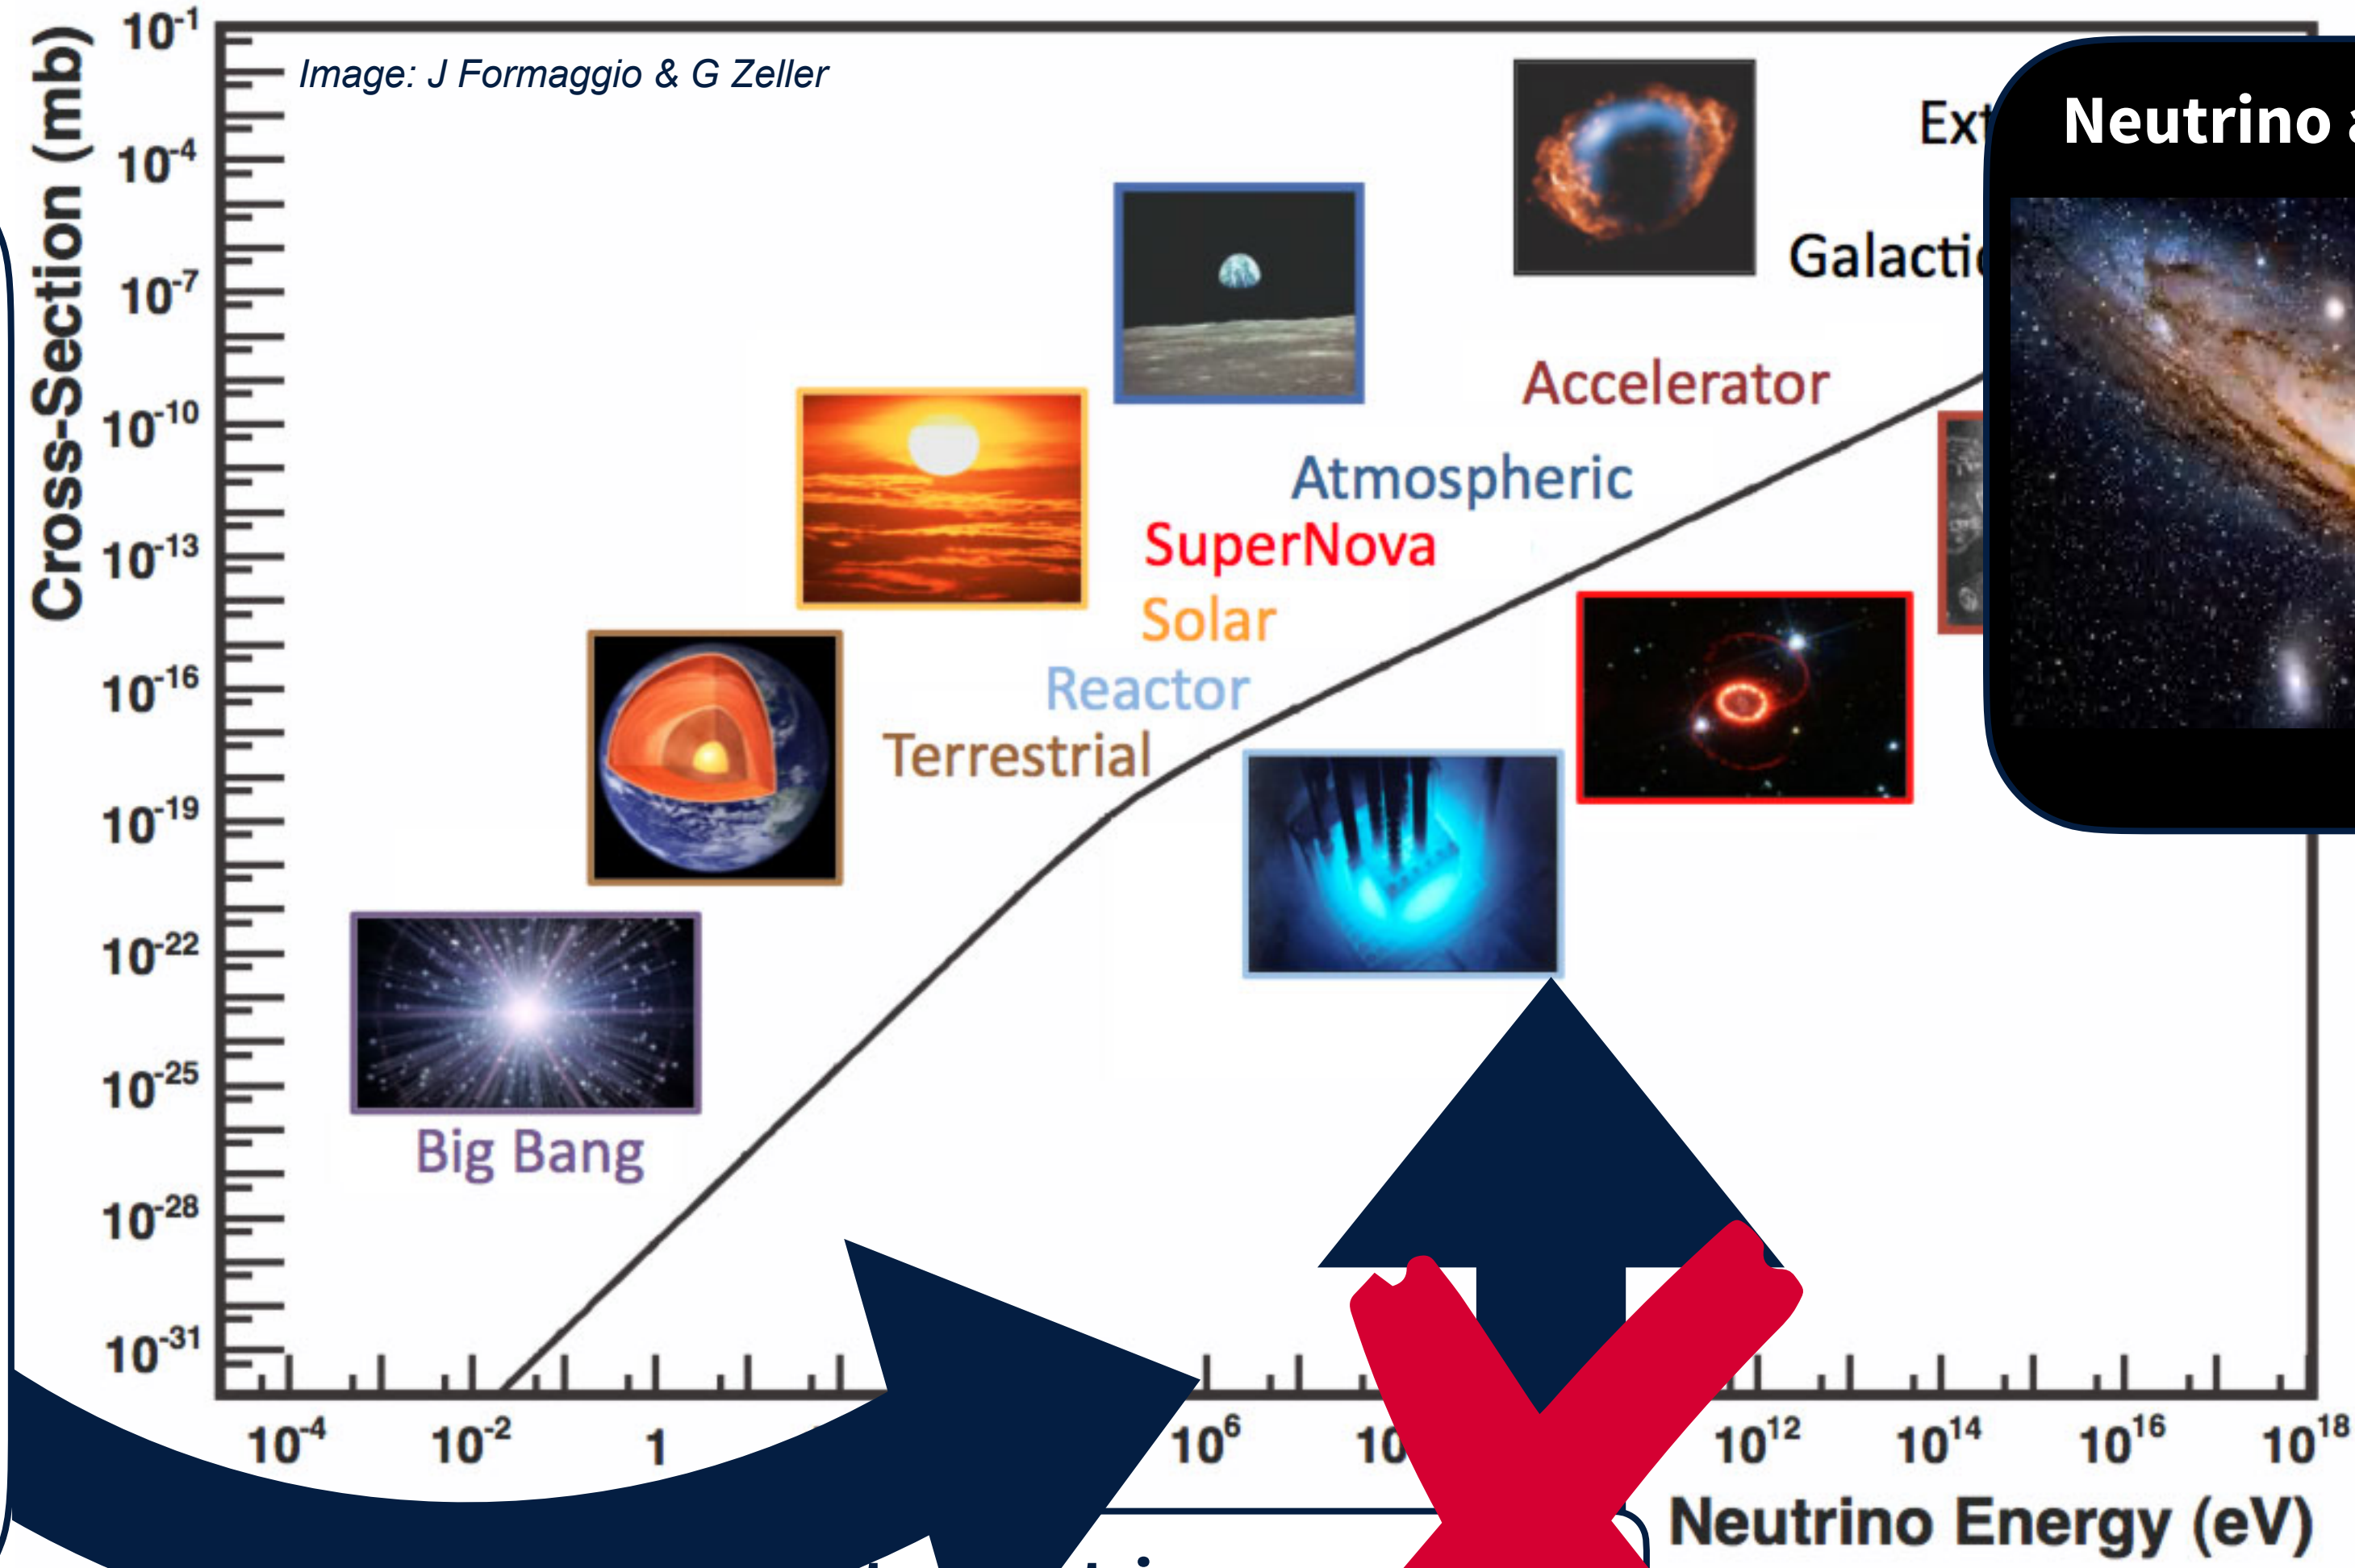 10-1
Image: J Formaggio & G Zeller
Neutrino
10-4
Galactic
10-7
Accelerator
10-10
Atmospheric
SuperNova
10-13
Solar
Reactor
10-16
Terrestrial
10-19
10-22
10-25
Big Bang
10-28
10-31
Cross-Section (mb)
10-4 10-2 1 106 1012 1014 1016 1018
Neutrino Energy (eV)